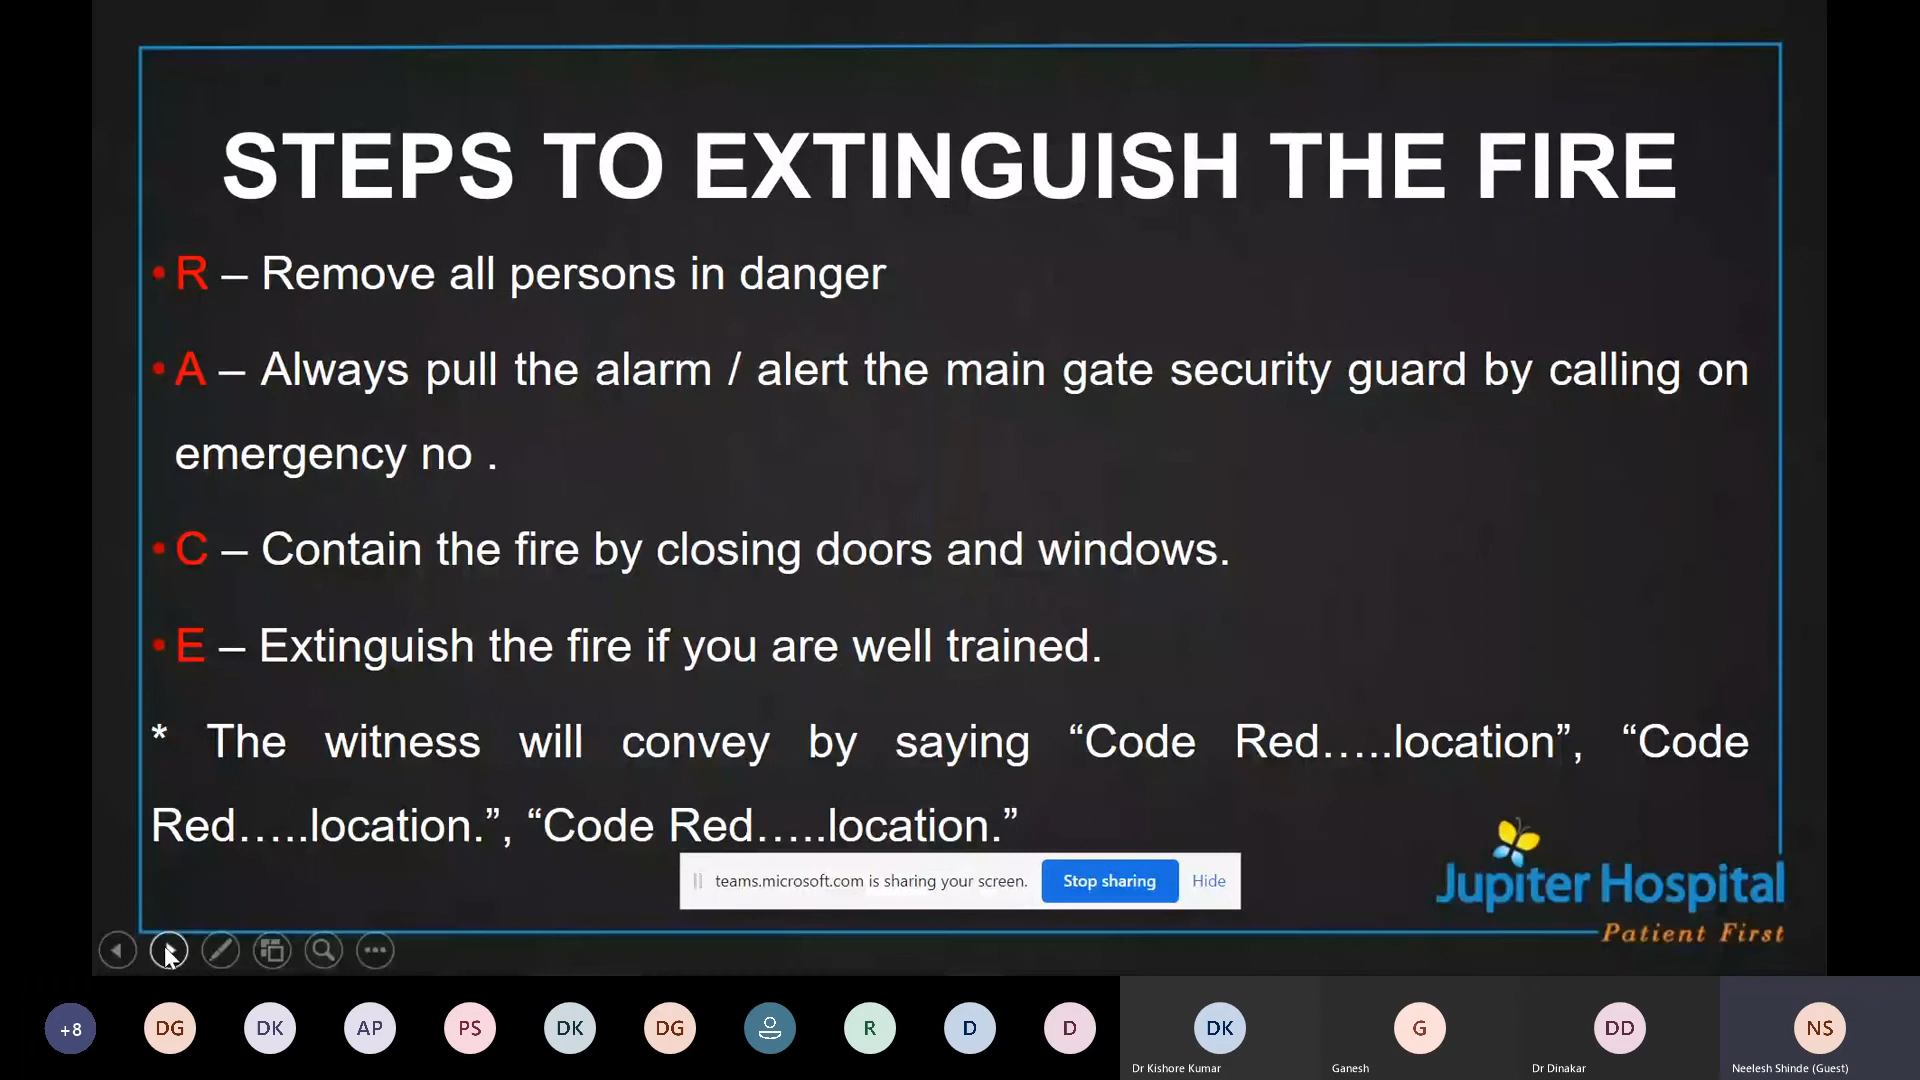 STEPS TO EXTINGUISH THE FIRE
• R – Remove all persons in danger
• A – Always pull the alarm / alert the main gate security guard by calling on
emergency no .
• C – Contain the fire by closing doors and windows.
• E – Extinguish the fire if you are well trained.
* The witness will convey by saying “Code Red…..location”, “Code
Red…..location.”, “Code Red…..location.”
teams.microsoft.com is sharing your screen. Stop sharing Hide
Jupiter Hospital
Patient First
+8 DG DK AP PS DK DG R D D DK G DD NS
Dr Kishore Kumar Ganesh Dr Dinakar Neelesh Shinde (Guest)